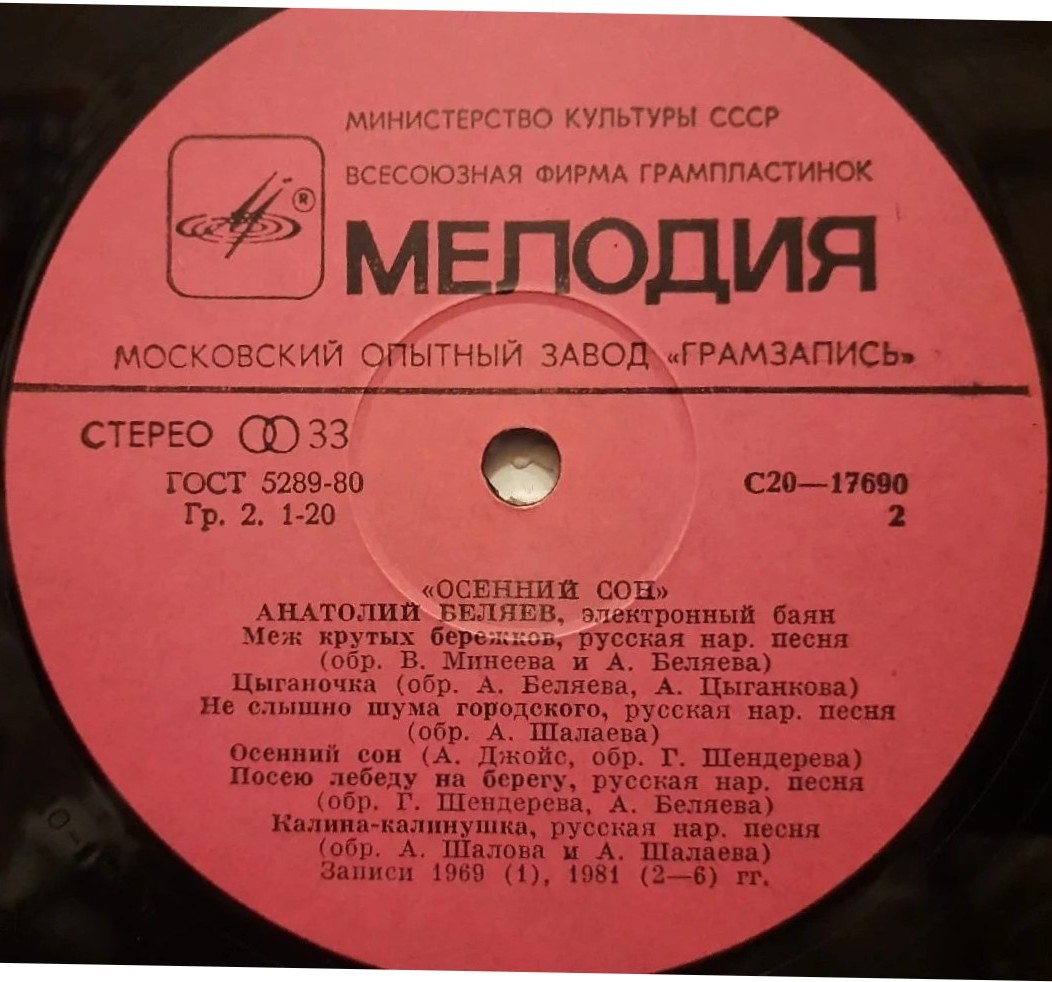 МИНИСТЕРСТВО КУЛЬТУРЫ СССР
ВСЕСОЮЗНАЯ ФИРМА ГРАМПЛАСТИНОК
®
МЕЛОДИЯ
МОСКОВСКИЙ ОПЫТНЫЙ ЗАВОД «ГРАМЗАПИСЬ»
СТЕРЕО 33
ГОСТ 5289-80
Гр. 2. 1-20
С20—17690
2
«ОСЕННИЙ СОН»
АНАТОЛИЙ БЕЛЯЕВ, электронный баян
Меж крутых бережков, русская нар. песня
(обр. В. Минеева и А. Беляева)
Цыганочка (обр. А. Беляева, А. Цыганкова)
Не слышно шума городского, русская нар. песня
(обр. А. Шалаева)
Осенний сон (А. Джойс, обр. Г. Шендерева)
Посею лебеду на берегу, русская нар. песня
(обр. Г. Шендерева, А. Беляева)
Калина-калинушка, русская нар. песня
(обр. А. Шалова и А. Шалаева)
Записи 1969 (1), 1981 (2—6) гг.